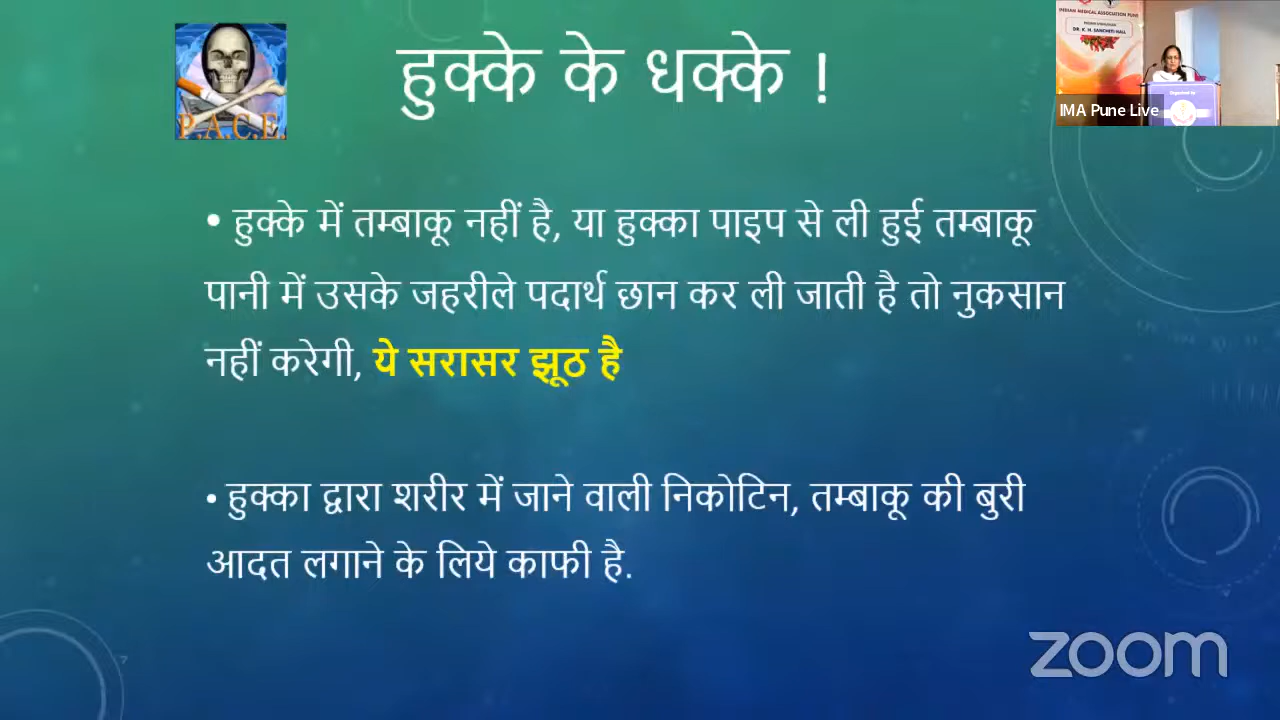 हुक्के के धक्के !
P.A.C.E.
INDIAN MEDICAL ASSOCIATION PUNE
DR. K. H. SANCHETI HALL
IMA Pune Live
• हुक्के में तम्बाकू नहीं है, या हुक्का पाइप से ली हुई तम्बाकू
पानी में उसके जहरीले पदार्थ छान कर ली जाती है तो नुकसान
नहीं करेगी, ये सरासर झूठ है
• हुक्का द्वारा शरीर में जाने वाली निकोटिन, तम्बाकू की बुरी
आदत लगाने के लिये काफी है.
zoom